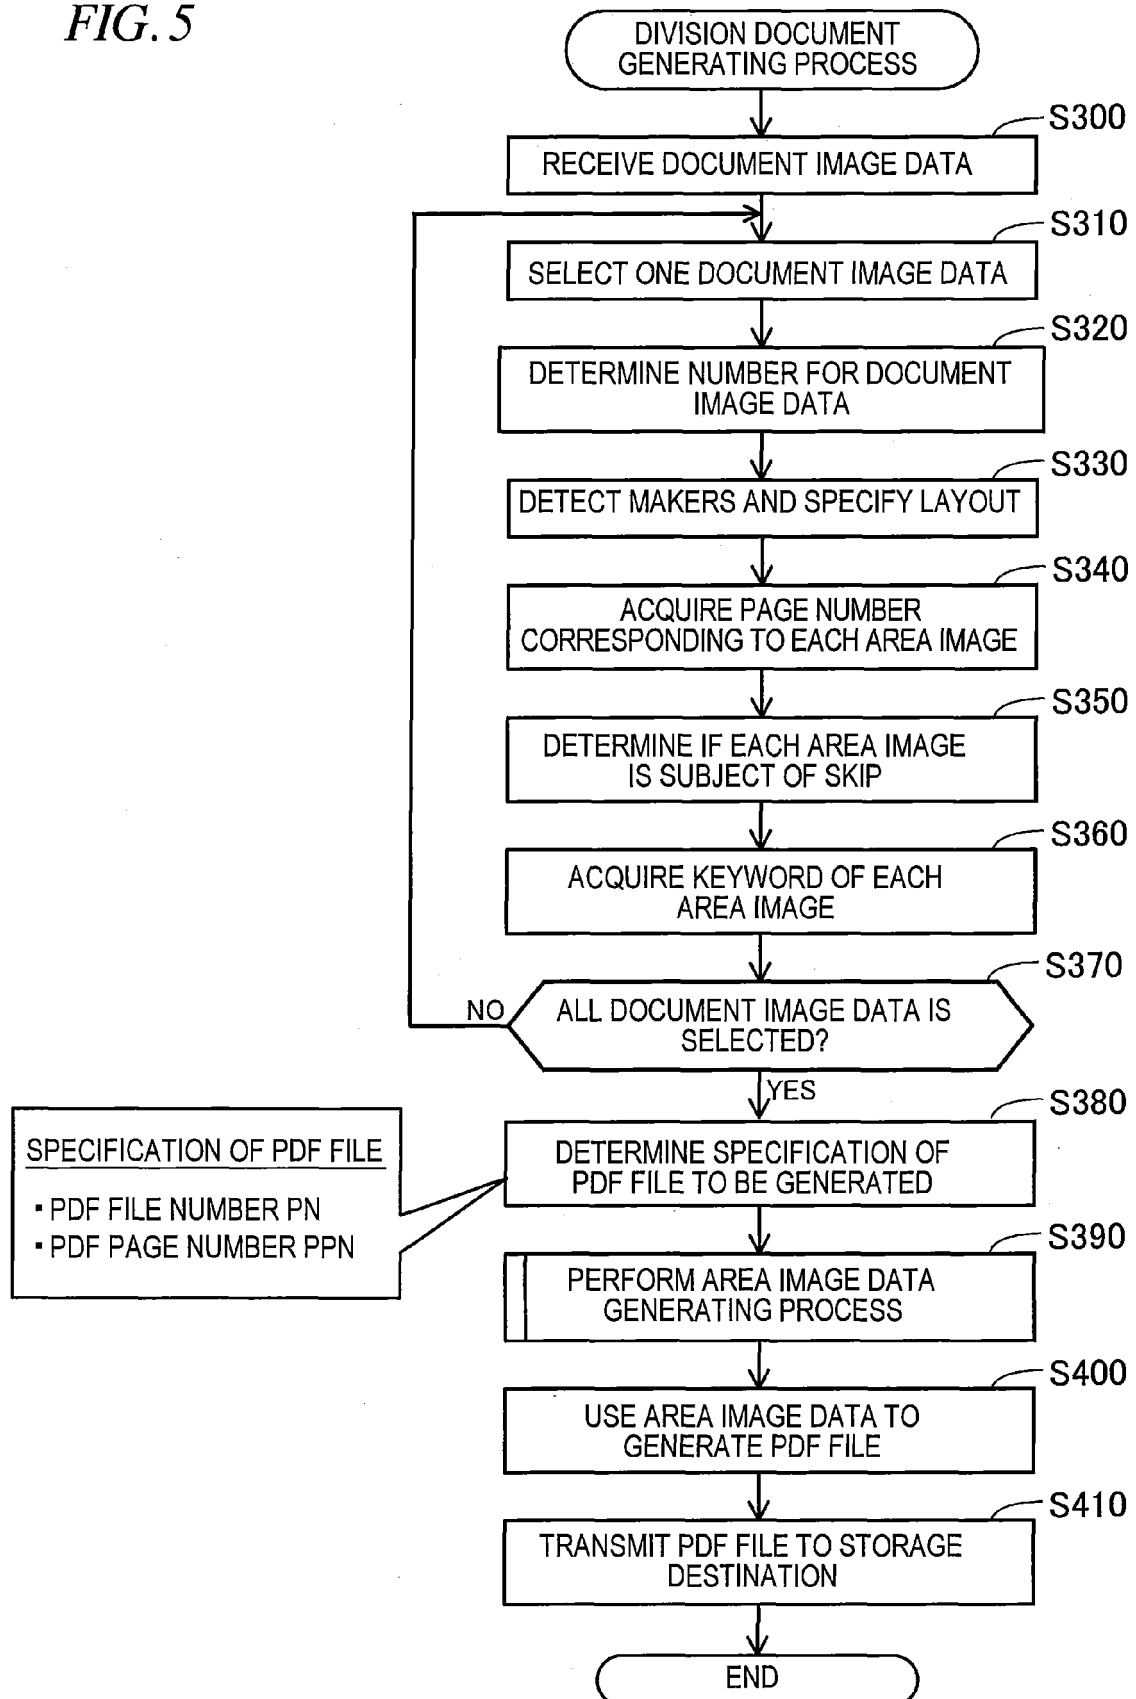 FIG. 5
DIVISION DOCUMENT
GENERATING PROCESS
S300
RECEIVE DOCUMENT IMAGE DATA
S310
SELECT ONE DOCUMENT IMAGE DATA
S320
DETERMINE NUMBER FOR DOCUMENT
IMAGE DATA
S330
DETECT MAKERS AND SPECIFY LAYOUT
S340
ACQUIRE PAGE NUMBER
CORRESPONDING TO EACH AREA IMAGE
S350
DETERMINE IF EACH AREA IMAGE
IS SUBJECT OF SKIP
S360
ACQUIRE KEYWORD OF EACH
AREA IMAGE
S370
NO
ALL DOCUMENT IMAGE DATA IS
SELECTED?
YES
S380
DETERMINE SPECIFICATION OF
PDF FILE TO BE GENERATED
SPECIFICATION OF PDF FILE
▪ PDF FILE NUMBER PN
▪ PDF PAGE NUMBER PPN
S390
PERFORM AREA IMAGE DATA
GENERATING PROCESS
S400
USE AREA IMAGE DATA TO
GENERATE PDF FILE
S410
TRANSMIT PDF FILE TO STORAGE
DESTINATION
END